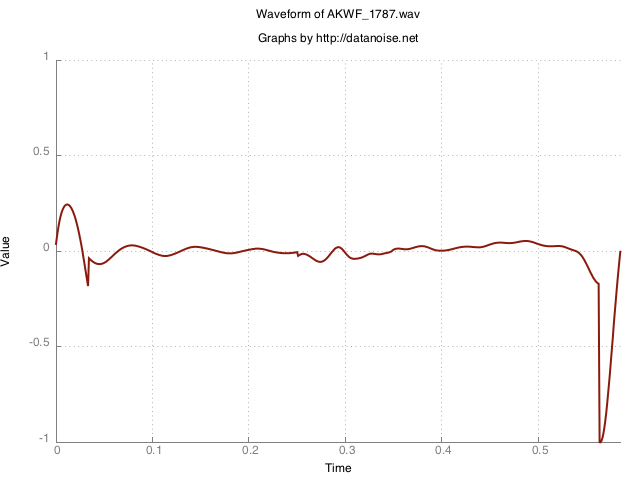 Waveform of AKWF_1787.wav
Graphs by http://datanoise.net
1
0.5
0
-0.5
-1
Value
0 0.1 0.2 0.3 0.4 0.5
Time